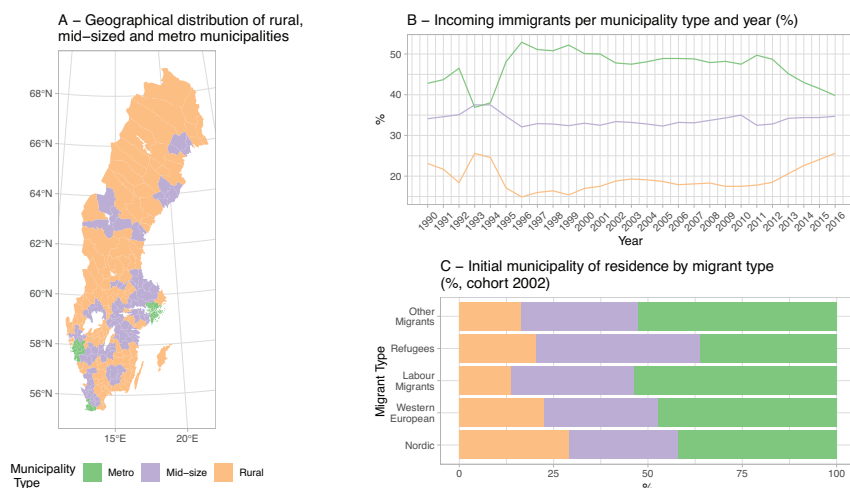 A – Geographical distribution of rural,
mid–sized and metro municipalities
68°N
66°N
64°N
62°N
60°N
58°N
56°N
15°E
20°E
Municipality
Type
Metro
Mid–size
Rural
B – Incoming immigrants per municipality type and year (%)
%
50
40
30
20
1990
1991
1992
1993
1994
1995
1996
1997
1998
1999
2000
2001
2002
2003
2004
2005
2006
2007
2008
2009
2010
2011
2012
2013
2014
2015
2016
Year
C – Initial municipality of residence by migrant type
(%, cohort 2002)
Migrant Type
Other
Migrants
Refugees
Labour
Migrants
Western
European
Nordic
0
25
50
75
100
%